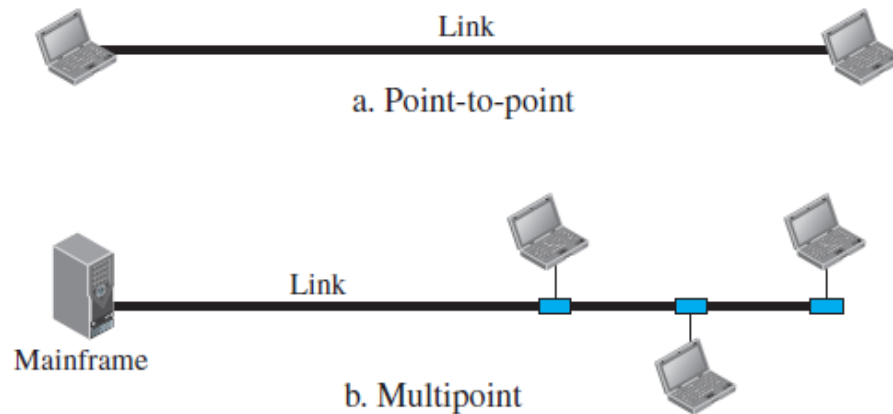 Link
a. Point-to-point
Link
Mainframe
b. Multipoint